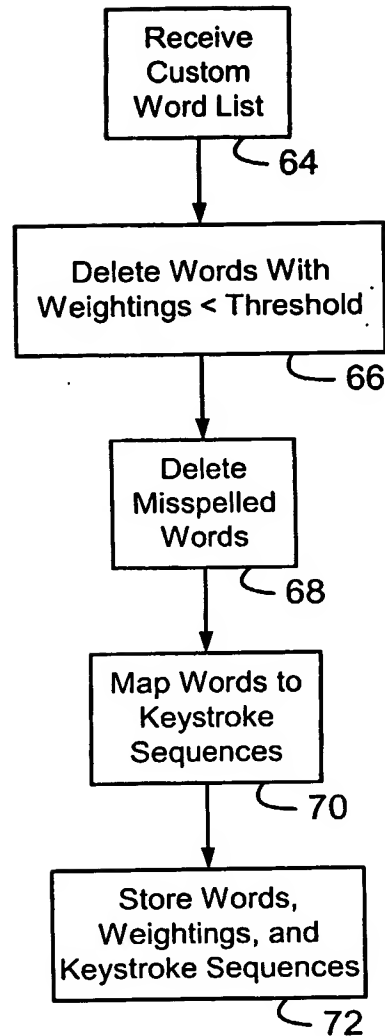 Receive
Custom
Word List
64
Delete Words With
Weightings < Threshold
66
Delete
Misspelled
Words
68
Map Words to
Keystroke
Sequences
70
Store Words,
Weightings, and
Keystroke Sequences
72